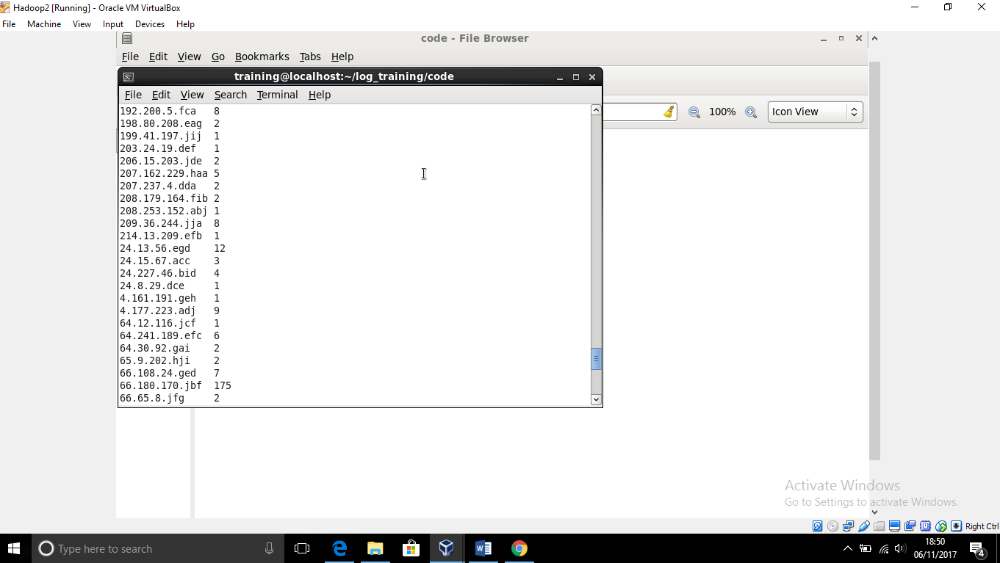 Hadoop2 [Running] - Oracle VM VirtualBox
File Machine View Input Devices Help
code - File Browser
File Edit View Go Bookmarks Tabs Help
training@localhost:~/log_training/code
File Edit View Search Terminal Help
100% Icon View
192.200.5.fca 8
198.80.208.eag 2
199.41.197.jij 1
203.24.19.def 1
206.15.203.jde 2
207.162.229.haa 5
207.237.4.dda 2
208.179.164.fib 2
208.253.152.abj 1
209.36.244.jja 8
214.13.209.efb 1
24.13.56.egd 12
24.15.67.acc 3
24.227.46.bid 4
24.8.29.dce 1
4.161.191.geh 1
4.177.223.adj 9
64.12.116.jcf 1
64.241.189.efc 6
64.30.92.gai 2
65.9.202.hji 2
66.108.24.ged 7
66.180.170.jbf 175
66.65.8.jfg 2
Activate Windows
Go to Settings to activate Windows.
Right Ctrl
Type here to search
18:50
06/11/2017
4